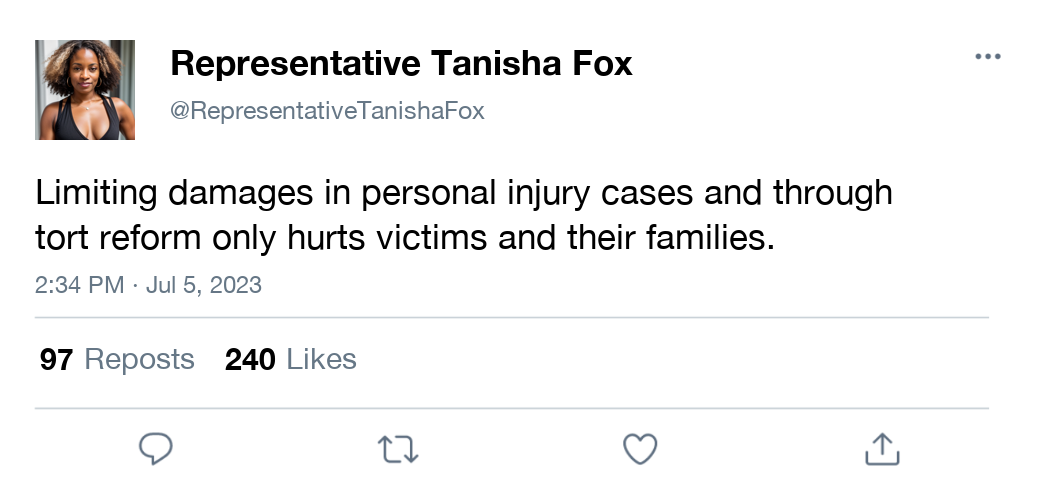 Representative Tanisha Fox
@RepresentativeTanishaFox
Limiting damages in personal injury cases and through
tort reform only hurts victims and their families.
2:34 PM · Jul 5, 2023
97 Reposts 240 Likes